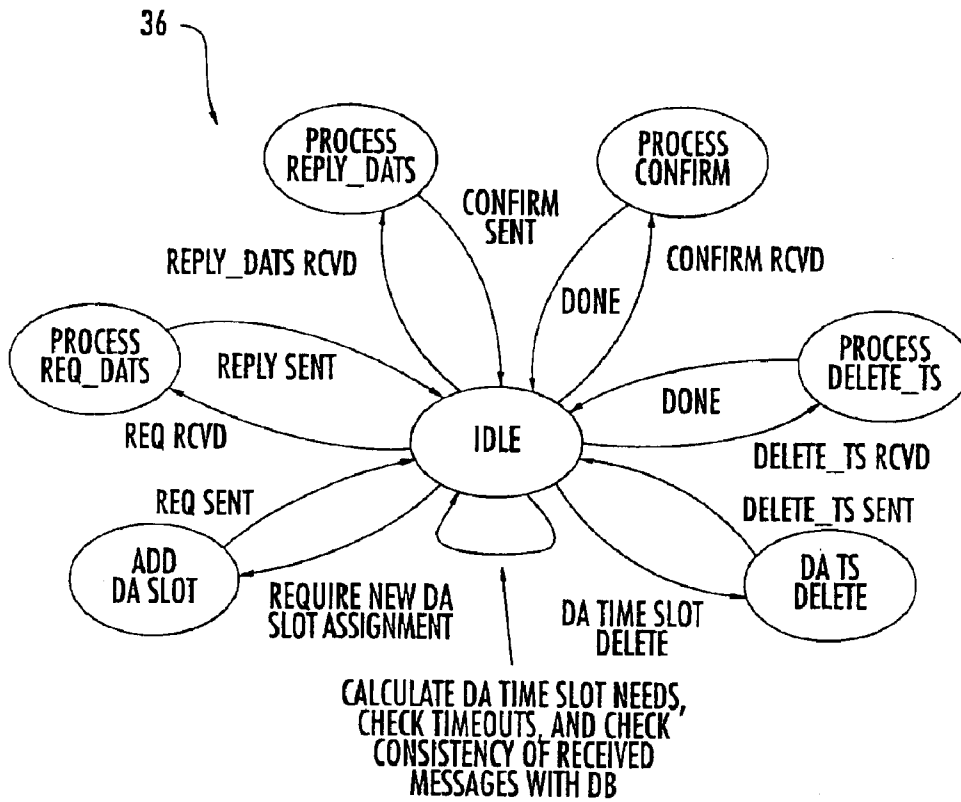 36
PROCESS
REPLY_DATS
PROCESS
CONFIRM
CONFIRM
SENT
REPLY_DATS RCVD
CONFIRM RCVD
DONE
PROCESS
REQ_DATS
REPLY SENT
PROCESS
DELETE_TS
DONE
REQ RCVD
IDLE
DELETE_TS RCVD
REQ SENT
DELETE_TS SENT
ADD
DA SLOT
DA TS
DELETE
REQUIRE NEW DA
SLOT ASSIGNMENT
DA TIME SLOT
DELETE
CALCULATE DA TIME SLOT NEEDS,
CHECK TIMEOUTS, AND CHECK
CONSISTENCY OF RECEIVED
MESSAGES WITH DB